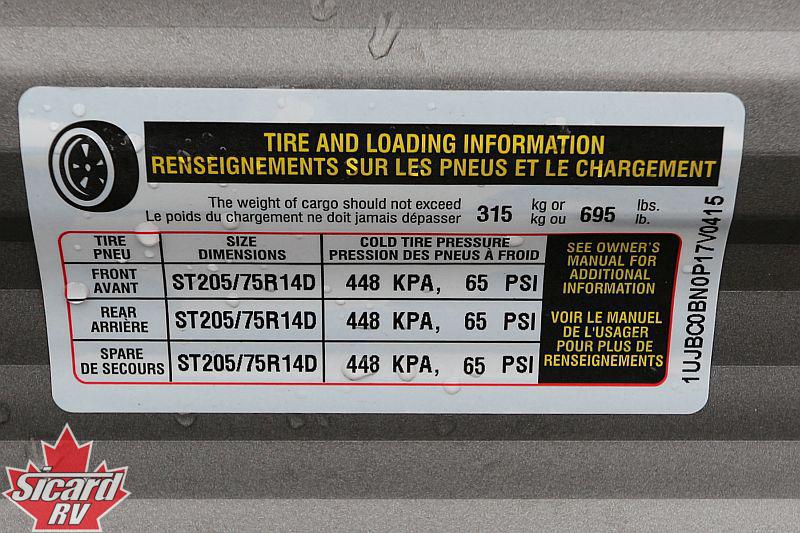 TIRE AND LOADING INFORMATION
RENSEIGNEMENTS SUR LES PNEUS ET LE CHARGEMENT
The weight of cargo should not exceed 315 kg or 695 lbs.
Le poids du chargement ne doit jamais dépasser kg ou lb.
TIRE SIZE COLD TIRE PRESSURE
PNEU DIMENSIONS PRESSION DES PNEUS À FROID
FRONT
AVANT ST205/75R14D 448 KPA, 65 PSI
REAR
ARRIÈRE ST205/75R14D 448 KPA, 65 PSI
SPARE
DE SECOURS ST205/75R14D 448 KPA, 65 PSI
SEE OWNER'S
MANUAL FOR
ADDITIONAL
INFORMATION
VOIR LE MANUEL
DE L'USAGER
POUR PLUS DE
RENSEIGNEMENTS
1UJBC0BN0P17V0415
Sicard
RV